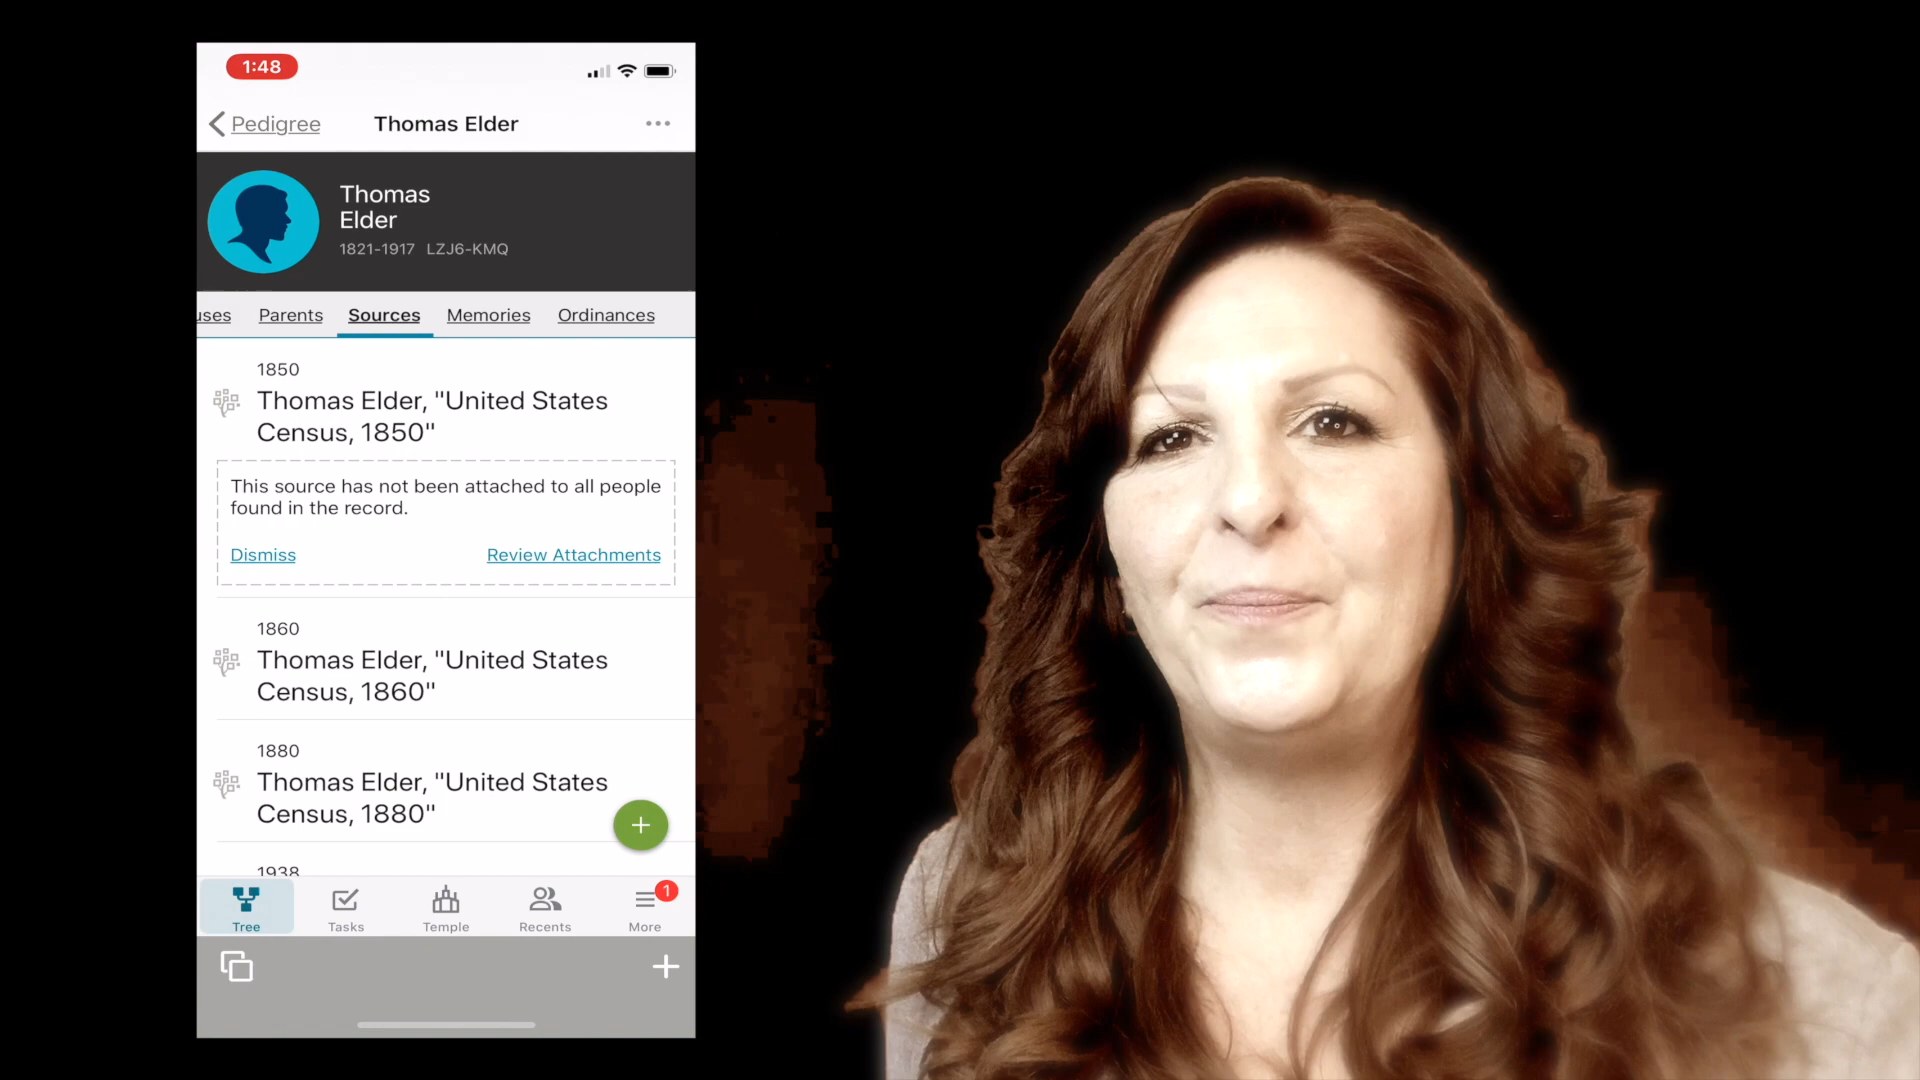 1:48
Pedigree
Thomas Elder
Thomas
Elder
1821-1917 LZJ6-KMQ
uses Parents Sources Memories Ordinances
1850
Thomas Elder, "United States
Census, 1850"
This source has not been attached to all people
found in the record.
Dismiss Review Attachments
1860
Thomas Elder, "United States
Census, 1860"
1880
Thomas Elder, "United States
Census, 1880"
1938
1
Tree Tasks Temple Recents More